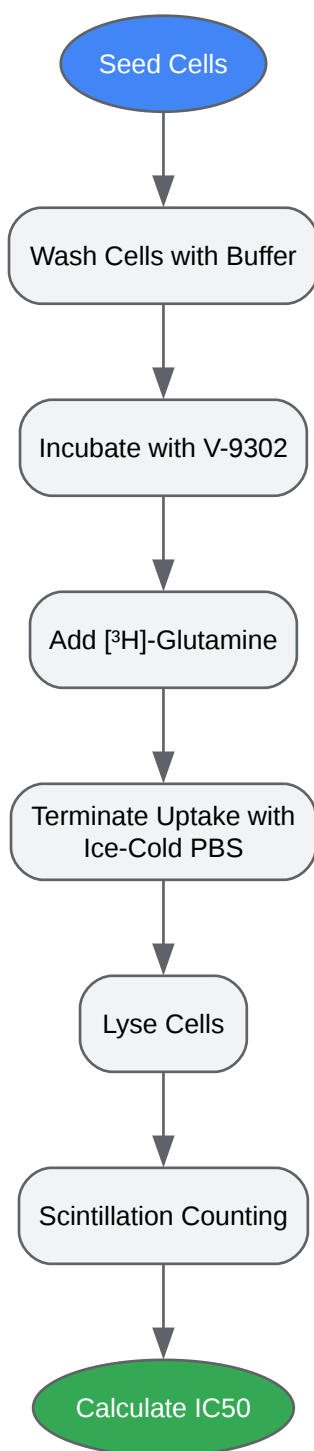 Seed Cells
Wash Cells with Buffer
Incubate with V-9302
Add [³H]-Glutamine
Terminate Uptake with
Ice-Cold PBS
Lyse Cells
Scintillation Counting
Calculate IC50